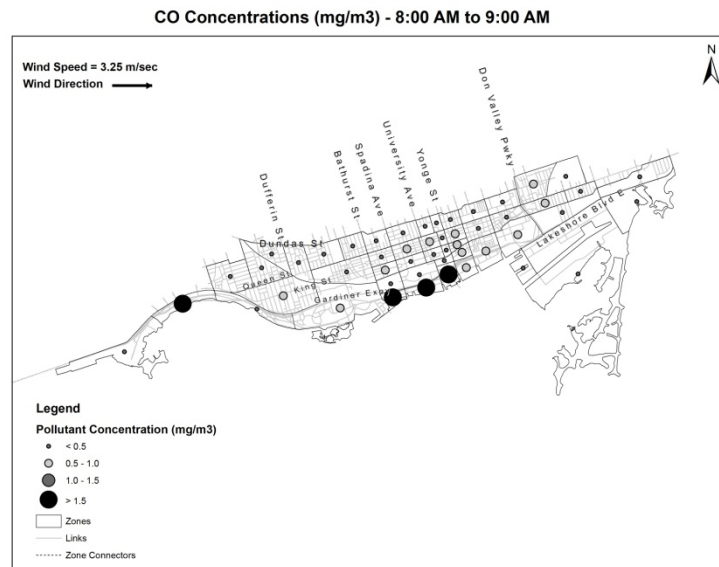 CO Concentrations (mg/m3) - 8:00 AM to 9:00 AM
Wind Speed = 3.25 m/sec
Wind Direction
N
Don Valley Pwky
Yonge St
University Ave
Spadina Ave
Bathurst St
Dufferin St
Dundas St
Queen St
King St
Gardiner Expy
Lakeshore Blvd E
Legend
Pollutant Concentration (mg/m3)
< 0.5
0.5 - 1.0
1.0 - 1.5
> 1.5
Zones
Links
Zone Connectors